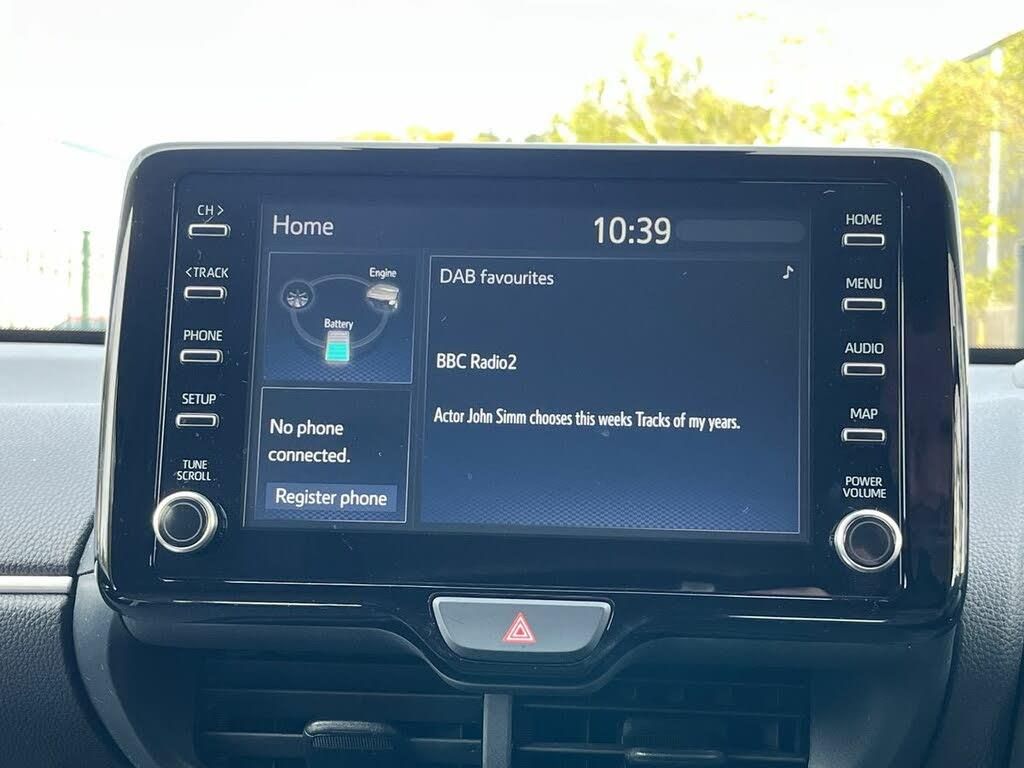 CH >
< TRACK
PHONE
SETUP
TUNE
SCROLL
Home
10:39
Engine
Battery
No phone
connected.
Register phone
DAB favourites
BBC Radio2
Actor John Simm chooses this weeks Tracks of my years.
HOME
MENU
AUDIO
MAP
POWER
VOLUME